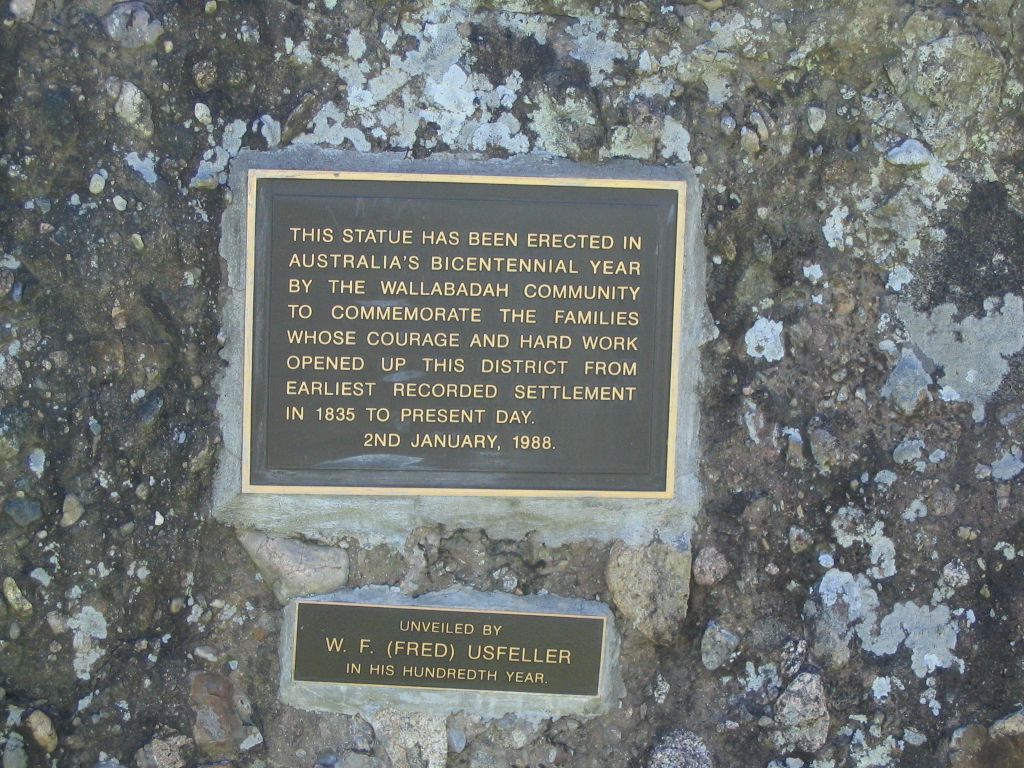 THIS STATUE HAS BEEN ERECTED IN
AUSTRALIA'S BICENTENNIAL YEAR
BY THE WALLABADAH COMMUNITY
TO COMMEMORATE THE FAMILIES
WHOSE COURAGE AND HARD WORK
OPENED UP THIS DISTRICT FROM
EARLIEST RECORDED SETTLEMENT
IN 1835 TO PRESENT DAY.
2ND JANUARY, 1988.
UNVEILED BY
W. F. (FRED) USFELLER
IN HIS HUNDREDTH YEAR.